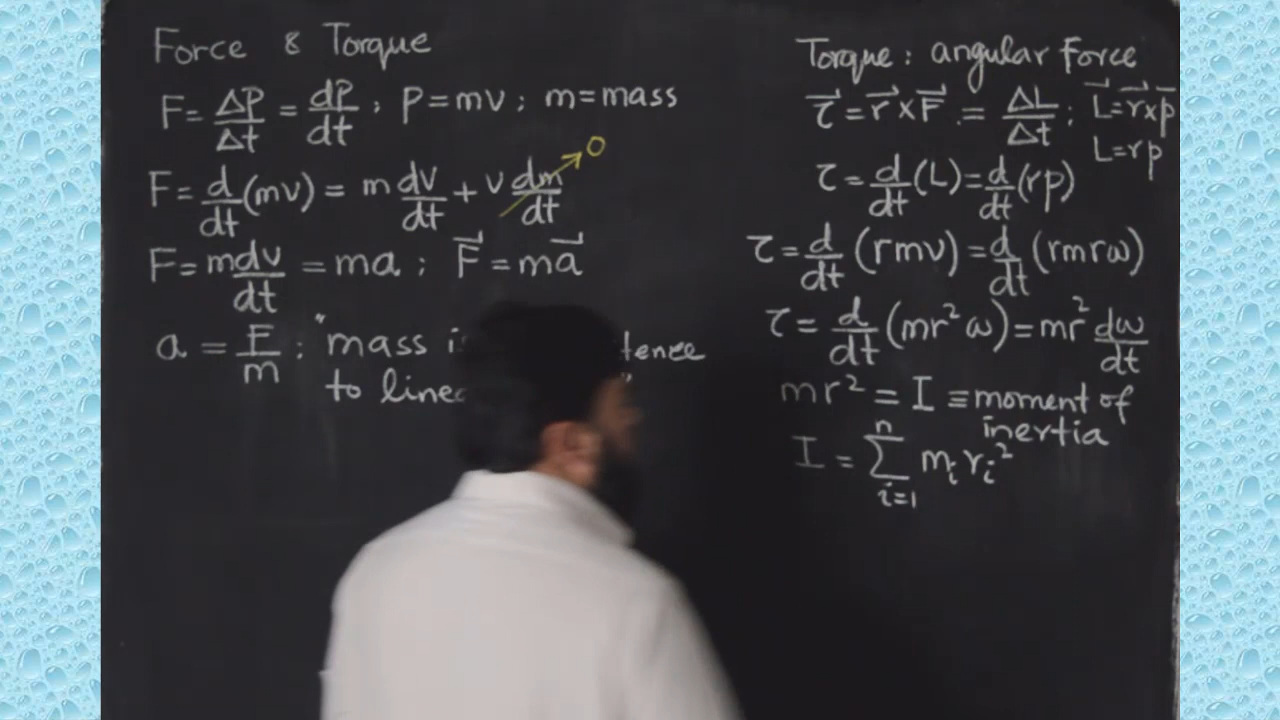 Force & Torque
F = ΔP/Δt = dP/dt ; P = mv ; m = mass
F = d/dt (mv) = m dv/dt + v dm/dt → 0
F = m dv/dt = ma ; F⃗ = ma⃗
a = F/m : "mass
to
Torque : angular Force
τ⃗ = r⃗ × F⃗ = ΔL/Δt ; L⃗ = r⃗ × p⃗
L = rp
τ = d/dt (L) = d/dt (rp)
τ = d/dt (rmv) = d/dt (rmrω)
τ = d/dt (mr² ω) = mr² dω/dt
mr² = I ≡ moment of
inertia
I = Σ_{i=1}^{n} m_i r_i²